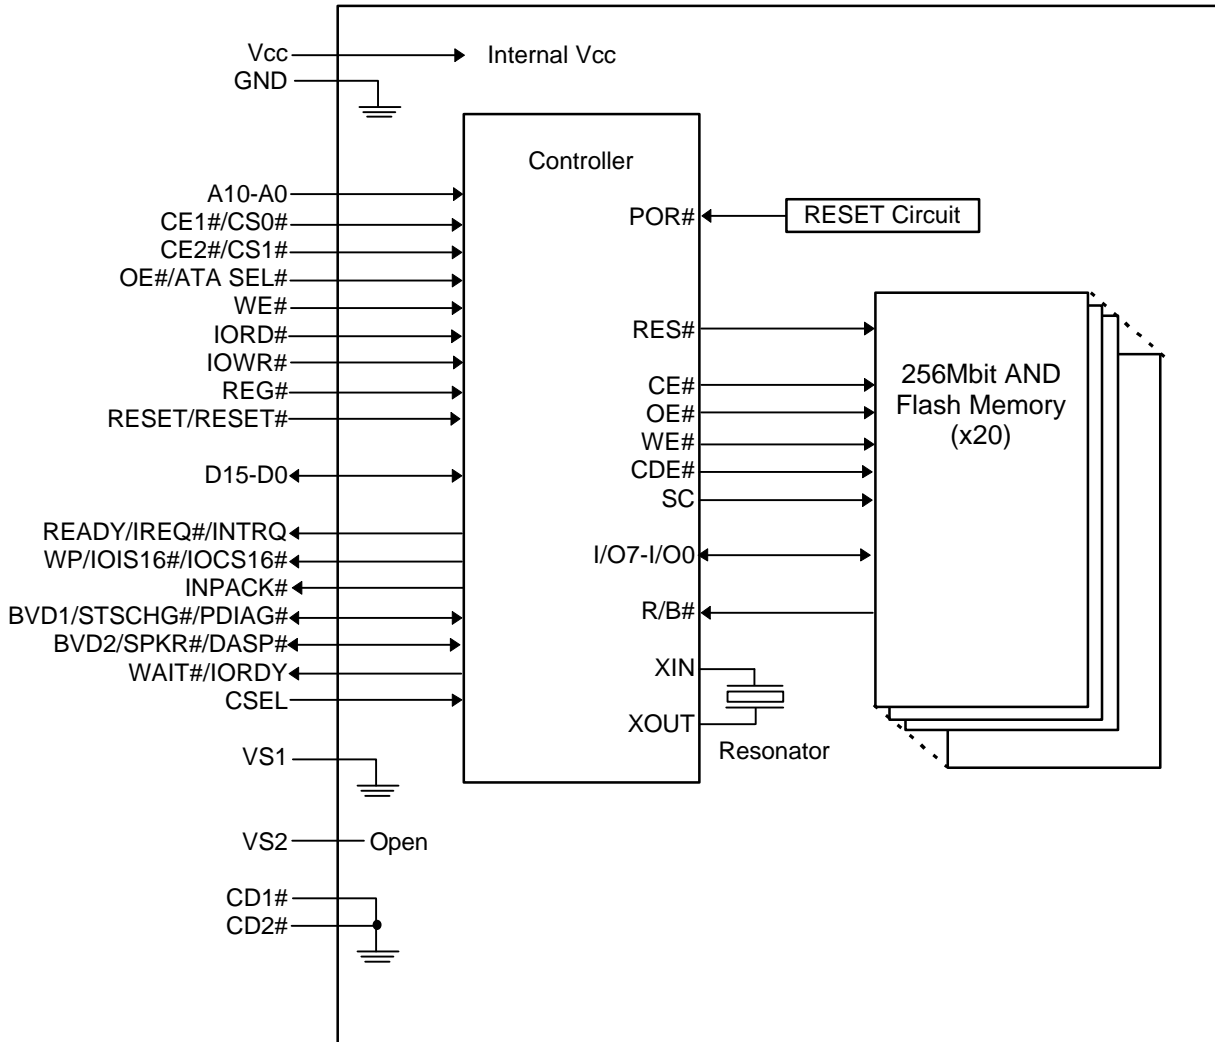 Vcc
Internal Vcc
GND
Controller
A10-A0
CE1#/CS0#
CE2#/CS1#
OE#/ATA SEL#
WE#
IORD#
IOWR#
REG#
RESET/RESET#
D15-D0
READY/IREQ#/INTRQ
WP/IOIS16#/IOCS16#
INPACK#
BVD1/STSCHG#/PDIAG#
BVD2/SPKR#/DASP#
WAIT#/IORDY
CSEL
VS1
VS2
Open
CD1#
CD2#
POR#
RESET Circuit
RES#
CE#
OE#
WE#
CDE#
SC
I/O7-I/O0
R/B#
XIN
XOUT
Resonator
256Mbit AND
Flash Memory
(x20)